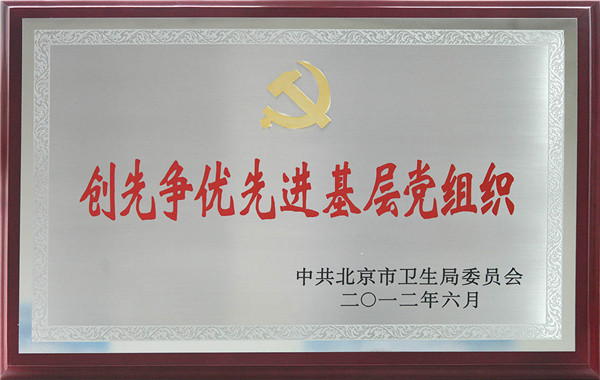 创先争优先进基层党组织
中共北京市卫生局委员会
二〇一二年六月